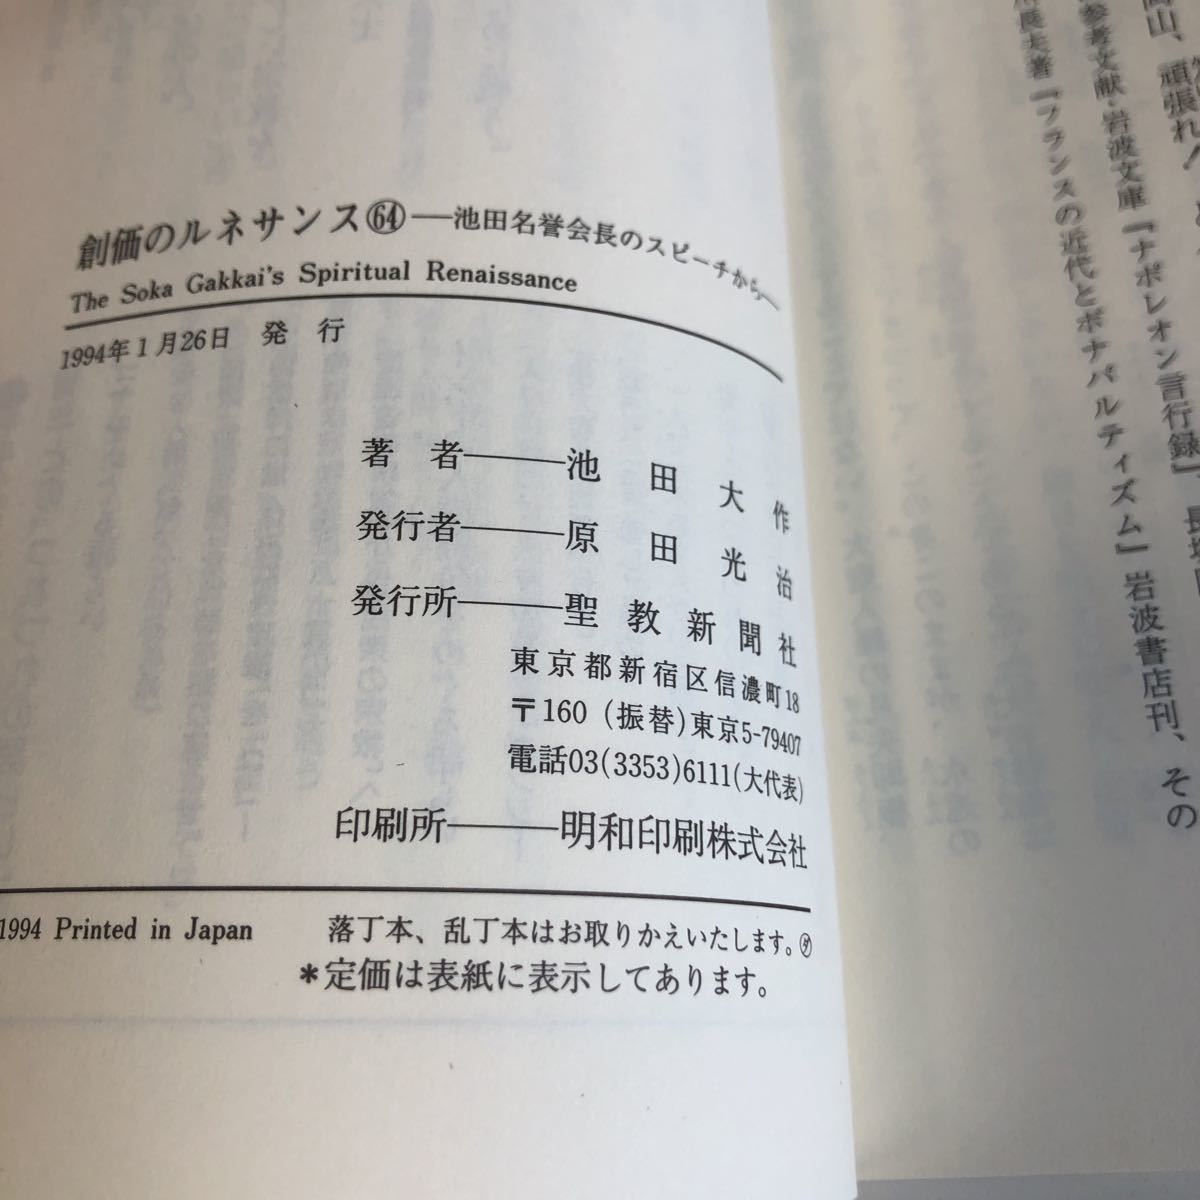 創価のルネサンス64―池田名誉会長のスピーチから―
The Soka Gakkai's Spiritual Renaissance
1994年1月26日 発 行
著 者―――池 田 大 作
発行者―――原 田 光 治
発行所―――聖教新聞社
東京都新宿区信濃町18
〒160 (振替)東京5-79407
電話03(3353)6111(大代表)
印刷所―――明和印刷株式会社
1994 Printed in Japan 落丁本、乱丁本はお取りかえいたします。タ
*定価は表紙に表示してあります。
高山、頑張れ!
参考文献・岩波文庫『ナポレオン言行録』、長
展夫著『フランスの近代とボナパルティズム』岩波書店刊、その